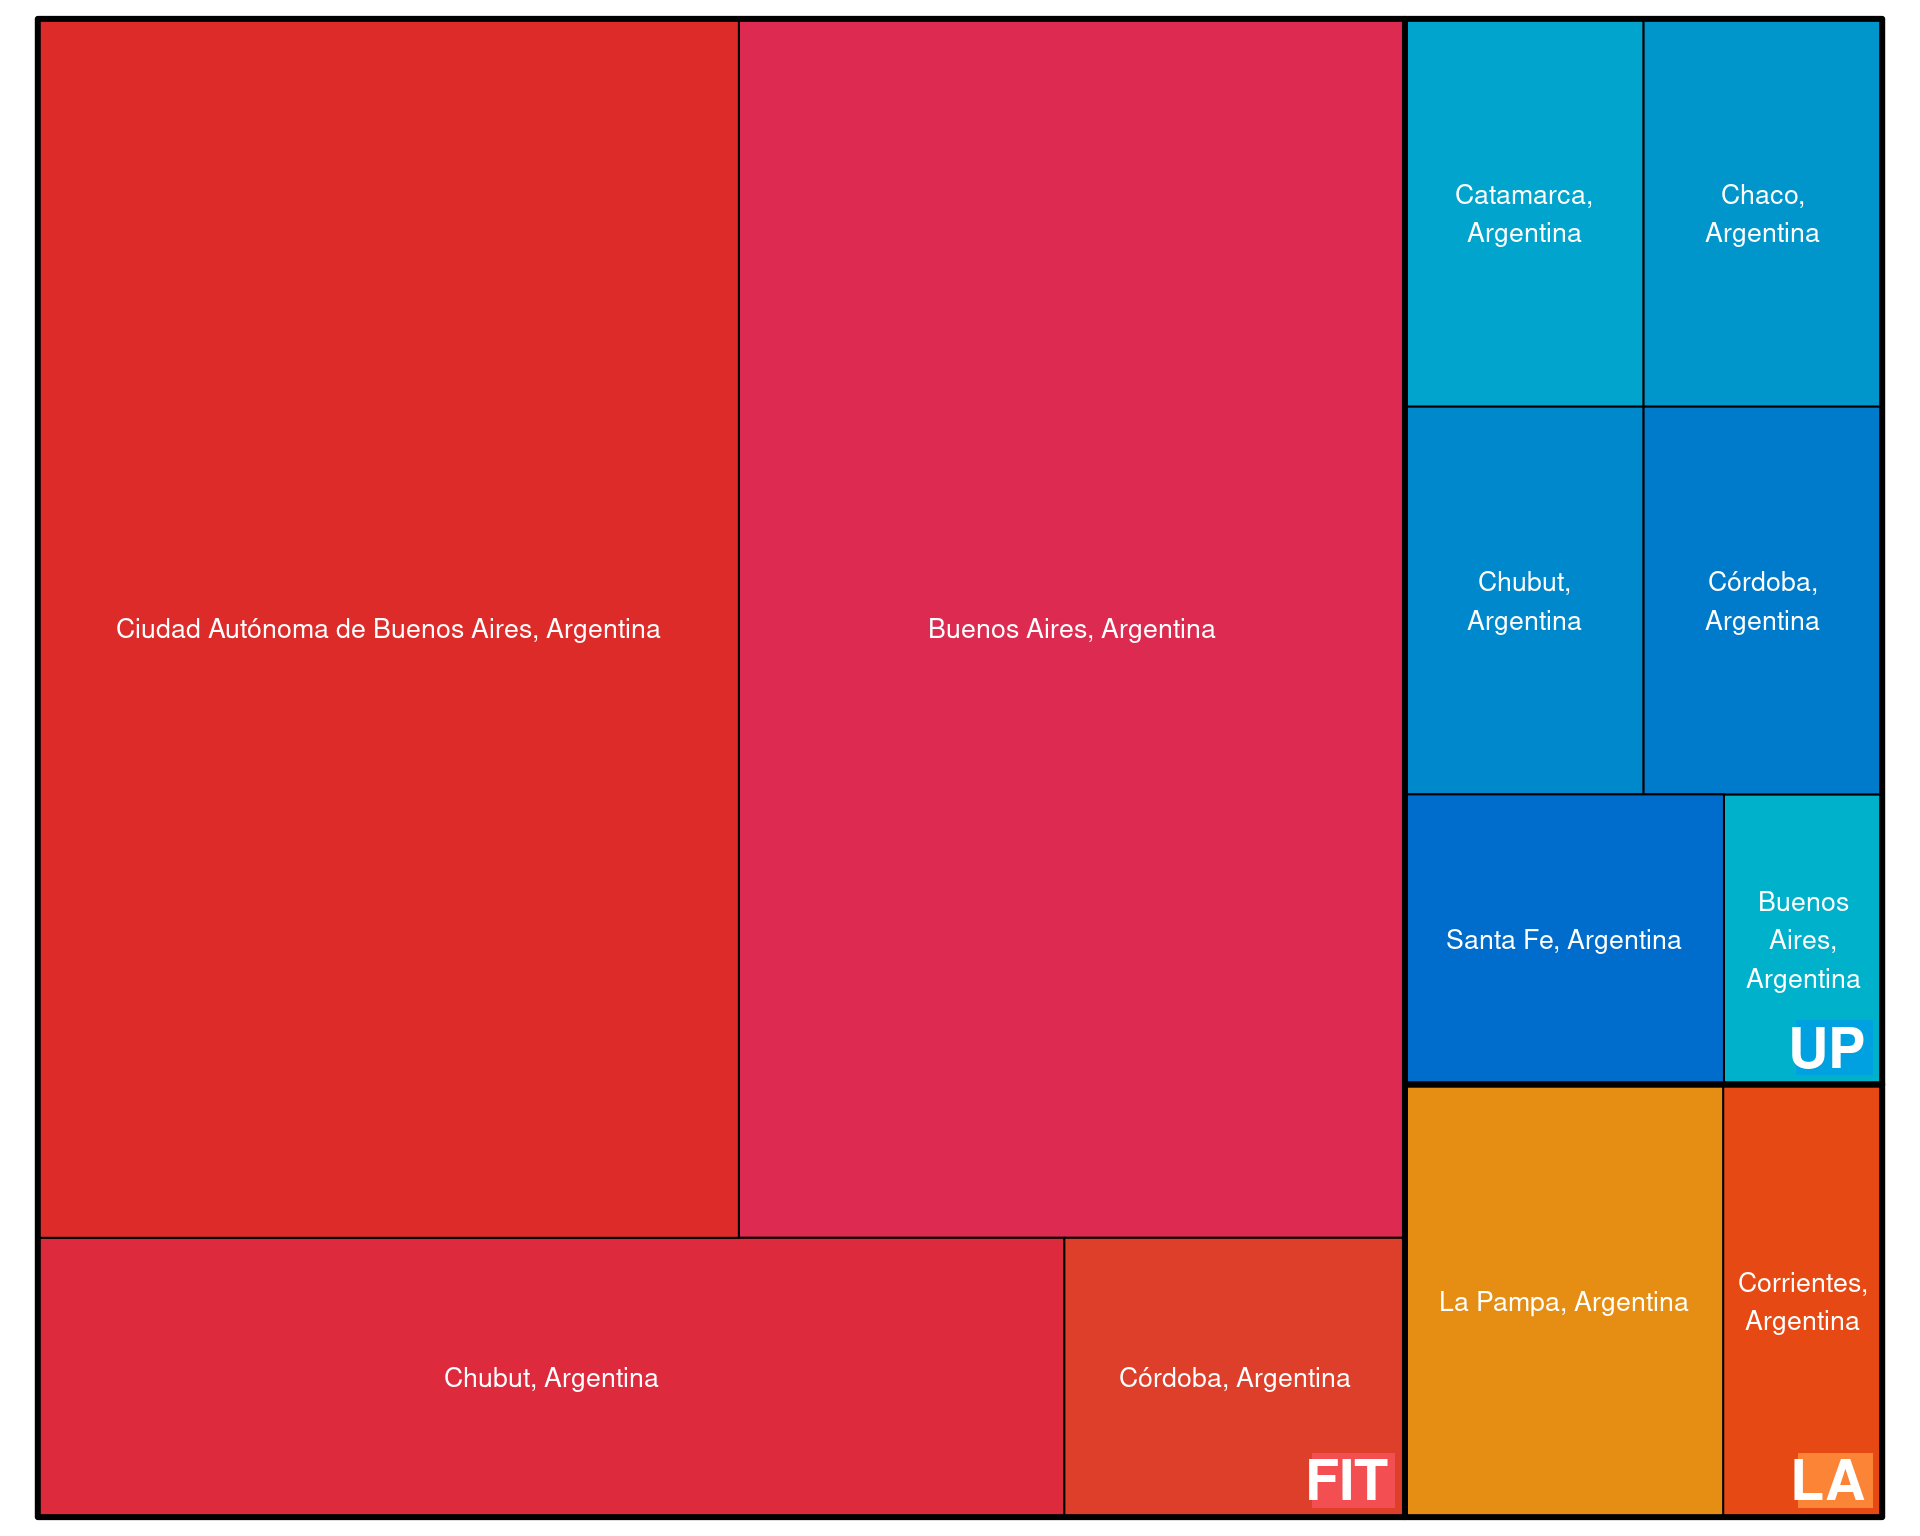 Ciudad Autónoma de Buenos Aires, Argentina
Buenos Aires, Argentina
Chubut, Argentina
Córdoba, Argentina
FIT
Catamarca,
Argentina
Chaco,
Argentina
Chubut,
Argentina
Córdoba,
Argentina
Santa Fe, Argentina
Buenos
Aires,
Argentina
UP
La Pampa, Argentina
Corrientes,
Argentina
LA